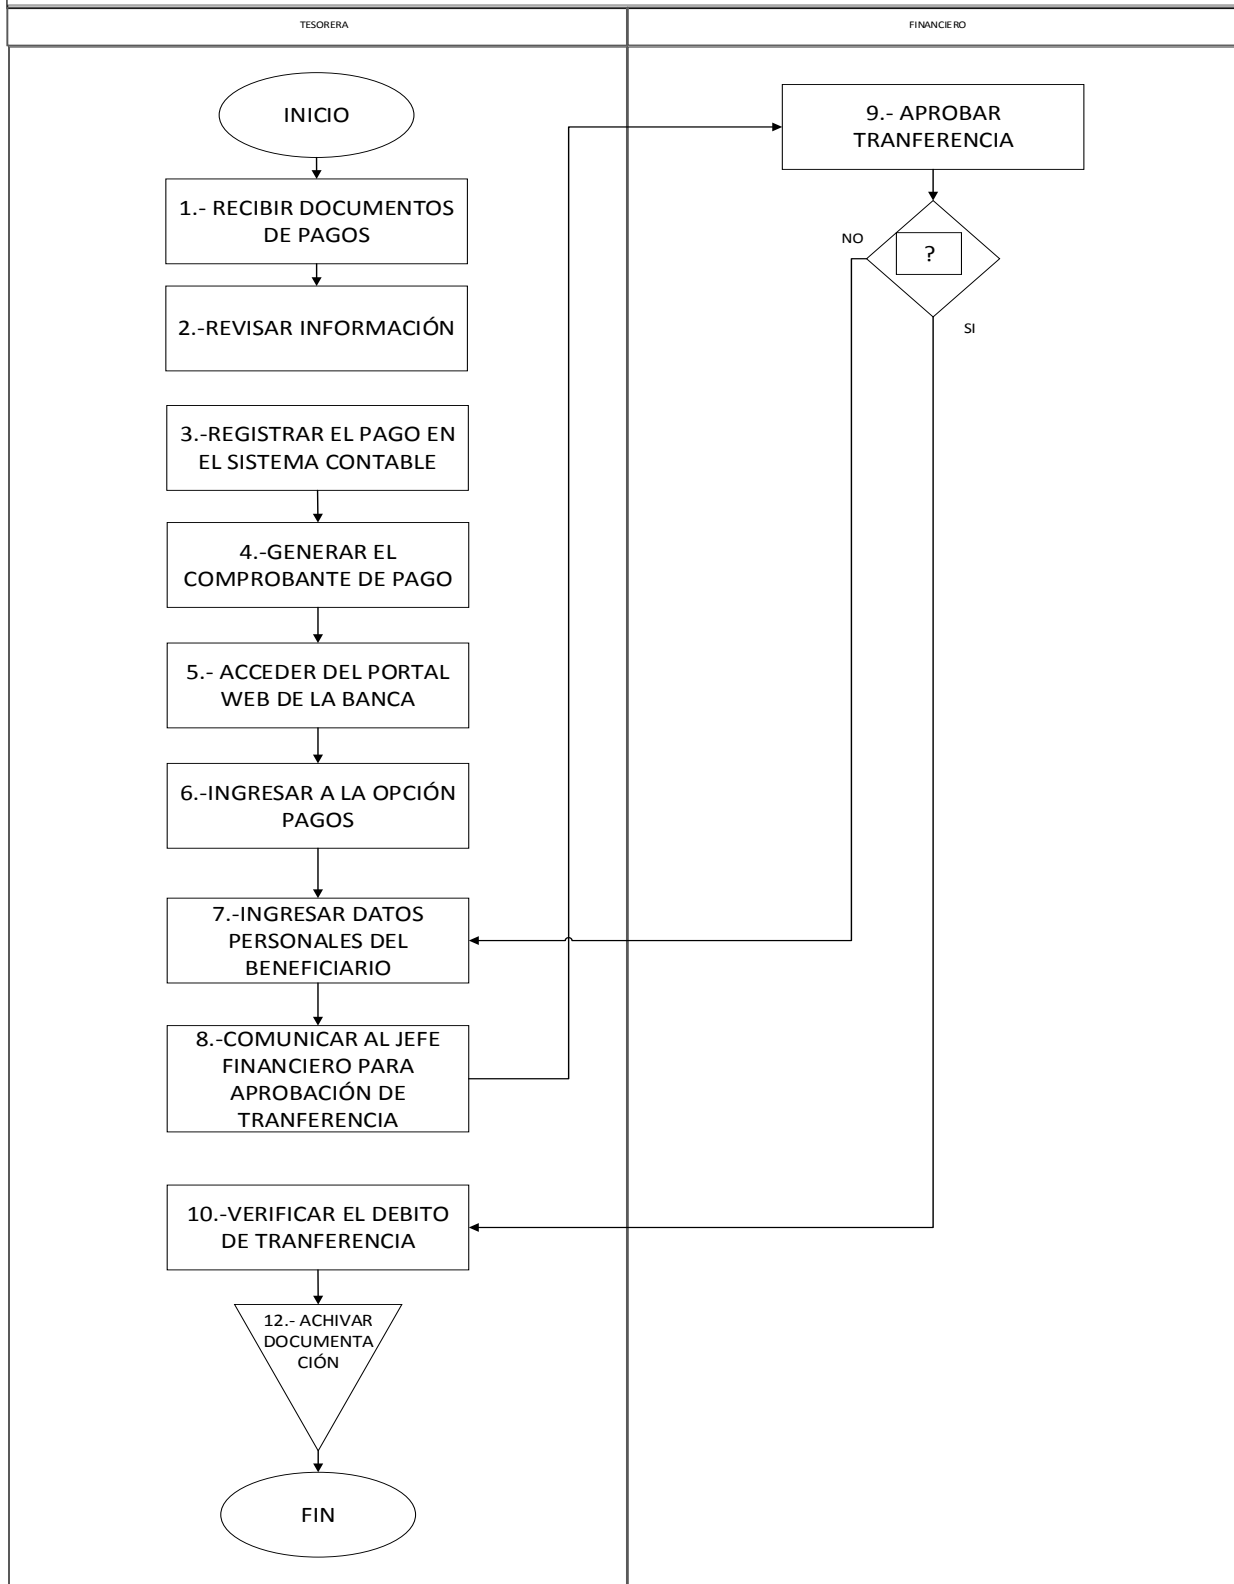 TESORERA
FINANCIERO
INICIO
1.- RECIBIR DOCUMENTOS
DE PAGOS
2.-REVISAR INFORMACIÓN
3.-REGISTRAR EL PAGO EN
EL SISTEMA CONTABLE
4.-GENERAR EL
COMPROBANTE DE PAGO
5.- ACCEDER DEL PORTAL
WEB DE LA BANCA
6.-INGRESAR A LA OPCIÓN
PAGOS
7.-INGRESAR DATOS
PERSONALES DEL
BENEFICIARIO
8.-COMUNICAR AL JEFE
FINANCIERO PARA
APROBACIÓN DE
TRANFERENCIA
9.- APROBAR
TRANFERENCIA
?
NO
SI
10.-VERIFICAR EL DEBITO
DE TRANFERENCIA
12.- ACHIVAR
DOCUMENTA
CIÓN
FIN